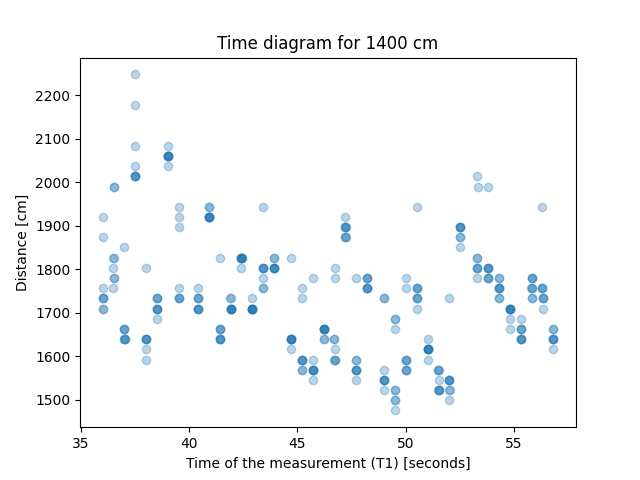 Time diagram for 1400 cm
Distance [cm]
2200
2100
2000
1900
1800
1700
1600
1500
35 40 45 50 55
Time of the measurement (T1) [seconds]